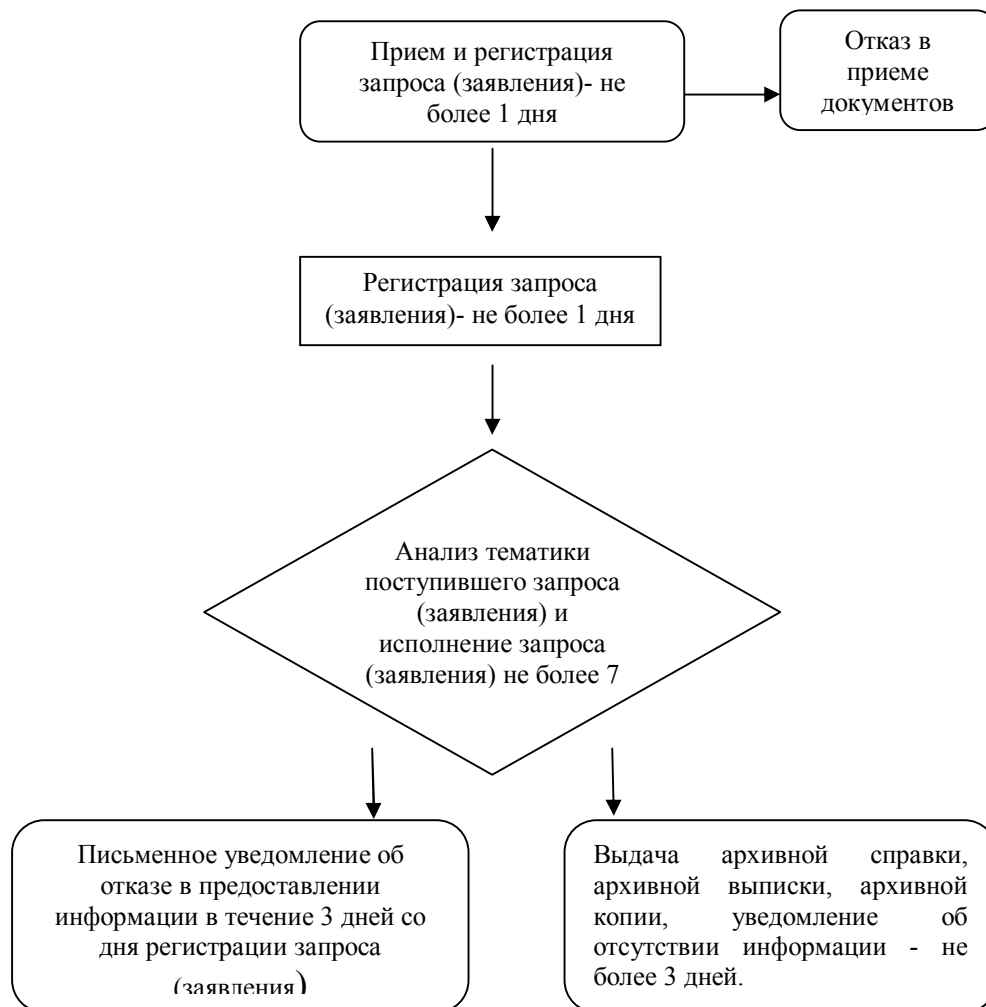 Прием и регистрация
запроса (заявления)- не
более 1 дня
Отказ в
приеме
документов
Регистрация запроса
(заявления)- не более 1 дня
Анализ тематики
поступившего запроса
(заявления) и
исполнение запроса
(заявления) не более 7
Письменное уведомление об
отказе в предоставлении
информации в течение 3 дней со
дня регистрации запроса
(заявления)
Выдача архивной справки,
архивной выписки, архивной
копии, уведомление об
отсутствии информации - не
более 3 дней.